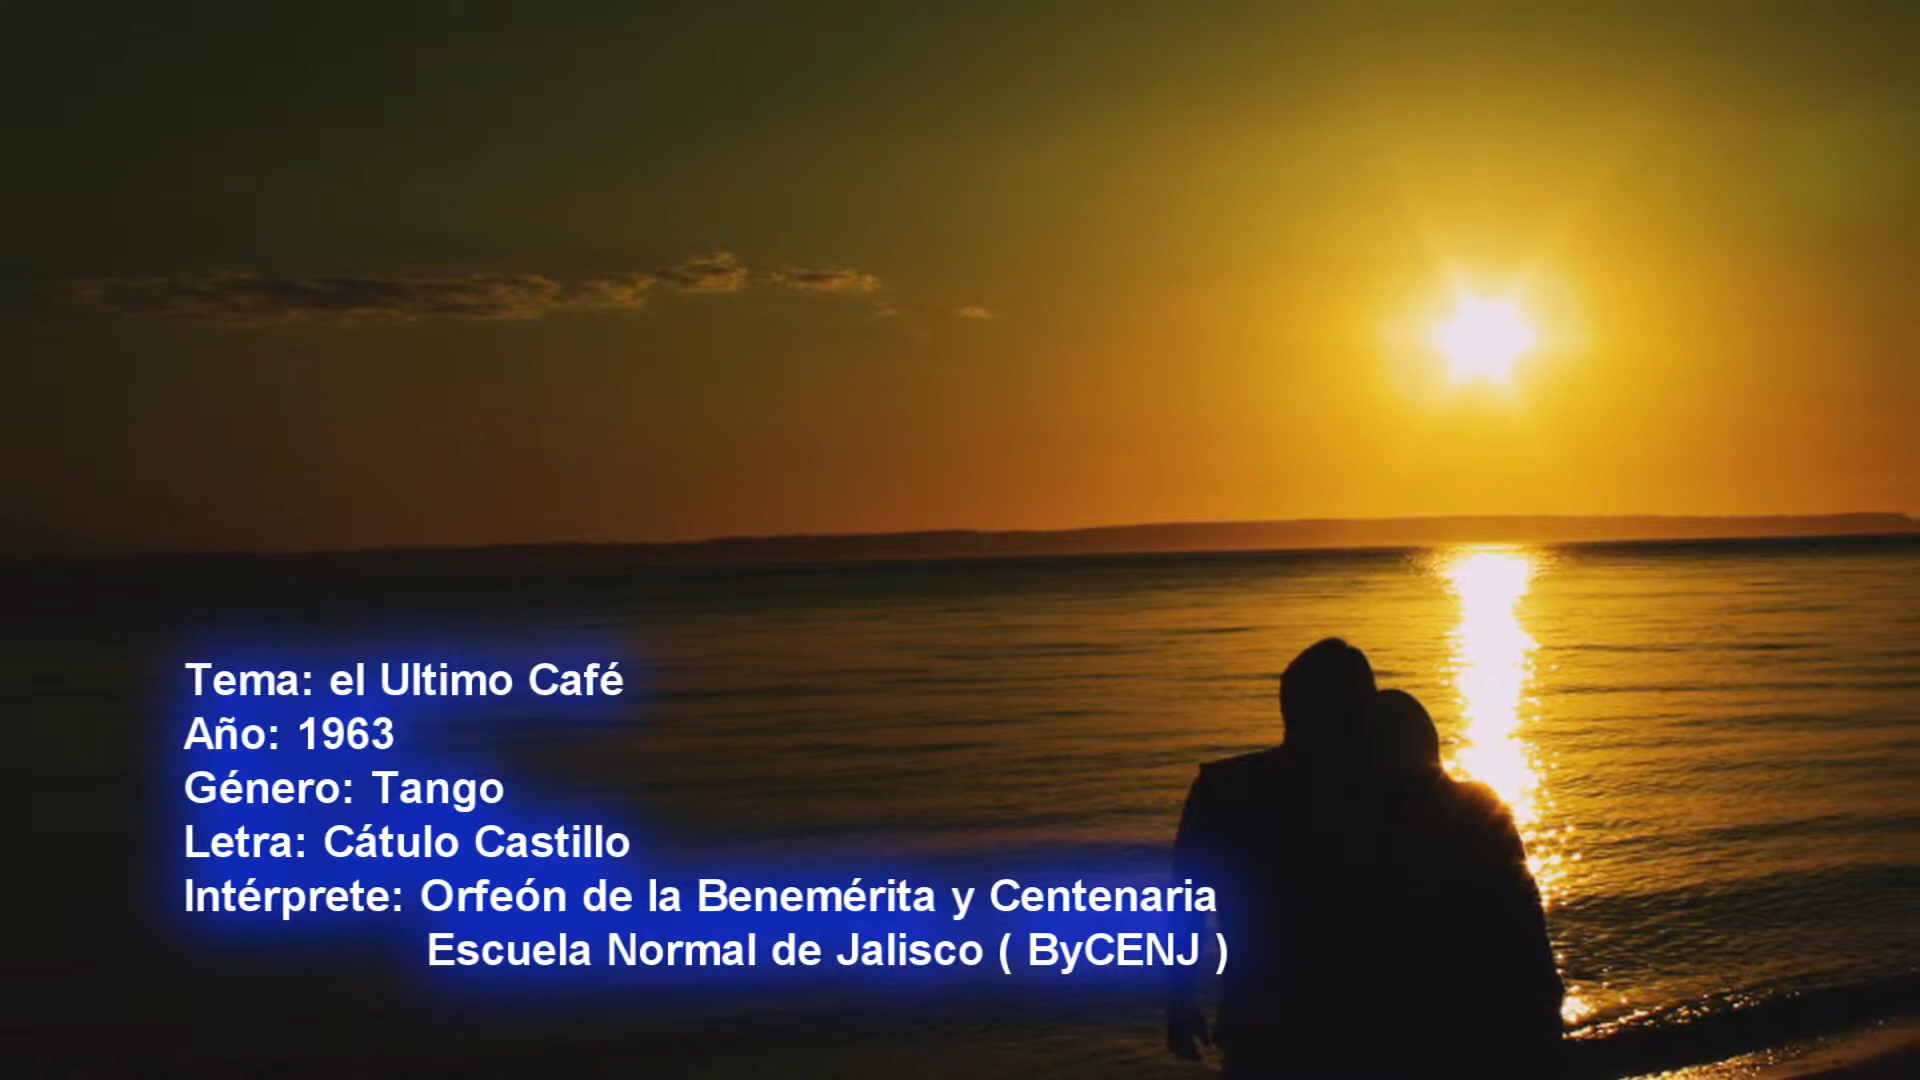 Tema: el Ultimo Café
Año: 1963
Género: Tango
Letra: Cátulo Castillo
Intérprete: Orfeón de la Benemérita y Centenaria
Escuela Normal de Jalisco ( ByCENJ )